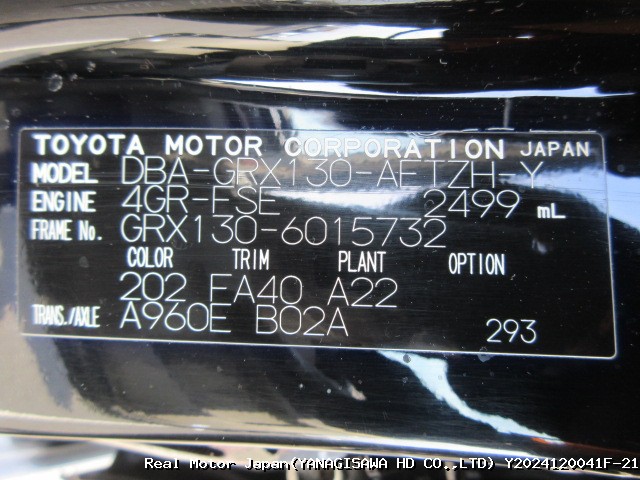 TOYOTA MOTOR CORPORATION JAPAN
MODEL DBA-GRX130-AETZH-Y
ENGINE 4GR-FSE 2499 mL
FRAME No. GRX130-6015732
COLOR TRIM PLANT OPTION
202 FA40 A22
TRANS./AXLE A960E B02A 293
Real Motor Japan(YANAGISAWA HD CO.,LTD) Y2024120041F-21